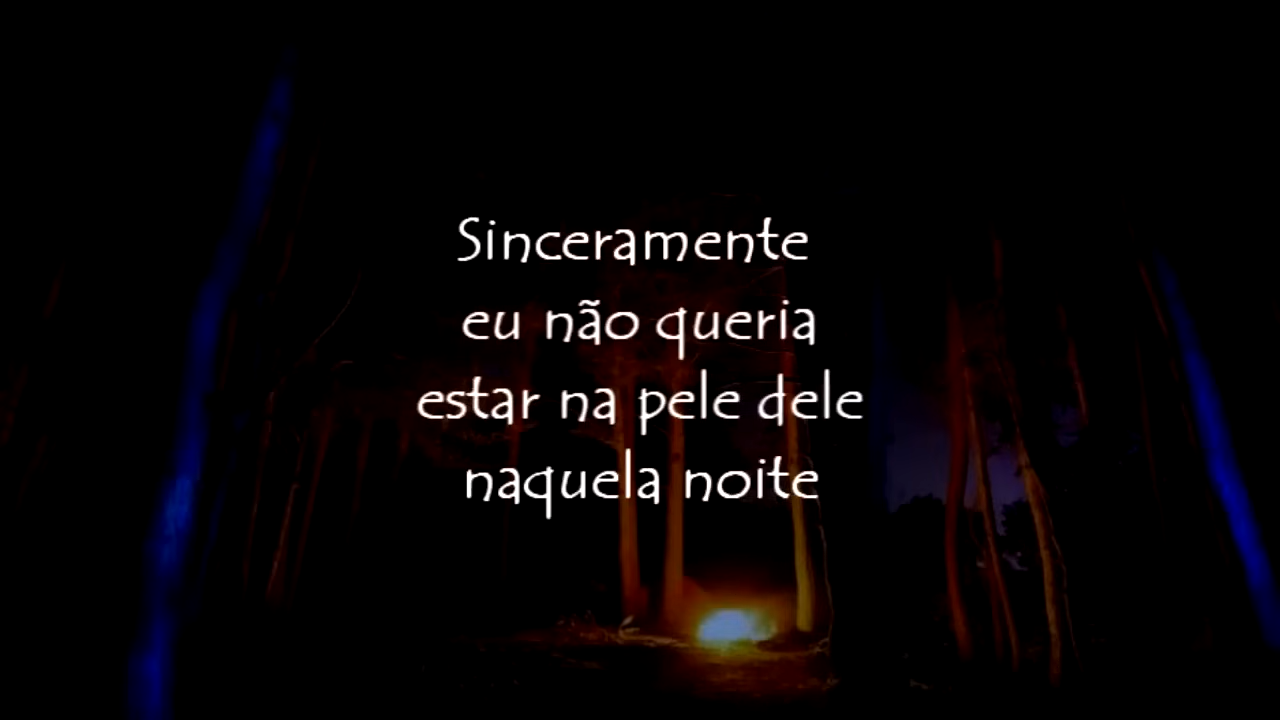 Sinceramente
eu não queria
estar na pele dele
naquela noite